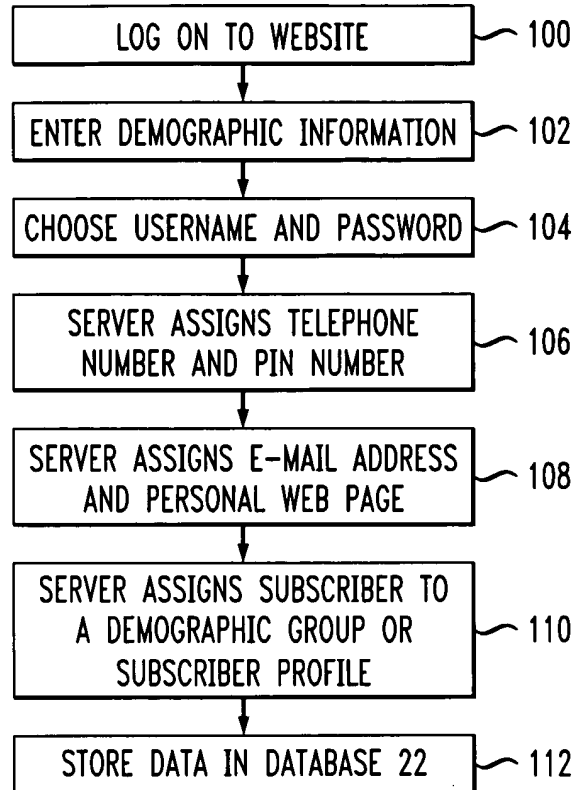 LOG ON TO WEBSITE 100
ENTER DEMOGRAPHIC INFORMATION 102
CHOOSE USERNAME AND PASSWORD 104
SERVER ASSIGNS TELEPHONE
NUMBER AND PIN NUMBER 106
SERVER ASSIGNS E-MAIL ADDRESS
AND PERSONAL WEB PAGE 108
SERVER ASSIGNS SUBSCRIBER TO
A DEMOGRAPHIC GROUP OR
SUBSCRIBER PROFILE 110
STORE DATA IN DATABASE 22 112